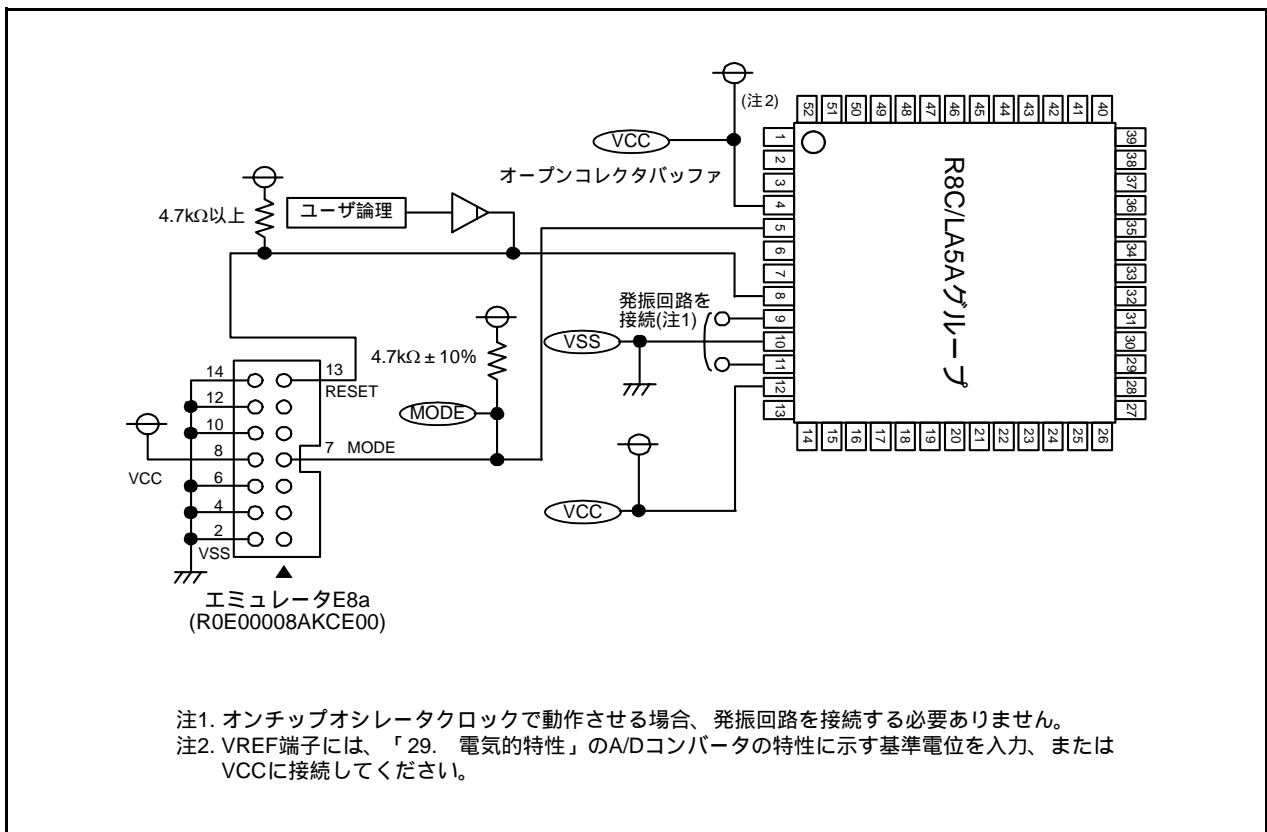 (注2)
VCC
オープンコレクタバッファ
4.7kΩ以上
ユーザ論理
発振回路を
接続(注1)
VSS
4.7kΩ±10%
MODE
VCC
14
12
10
8
6
4
2
13
RESET
7 MODE
VCC
VSS
エミュレータE8a
(R0E00008AKCE00)
R8C/LA5Aグループ
52 51 50 49 48 47 46 45 44 43 42 41 40
1
2
3
4
5
6
7
8
9
10
11
12
13
39
38
37
36
35
34
33
32
31
30
29
28
27
14 15 16 17 18 19 20 21 22 23 24 25 26
注1. オンチップオシレータクロックで動作させる場合、発振回路を接続する必要ありません。
注2. VREF端子には、「29. 電気的特性」のA/Dコンバータの特性に示す基準電位を入力、または
VCCに接続してください。